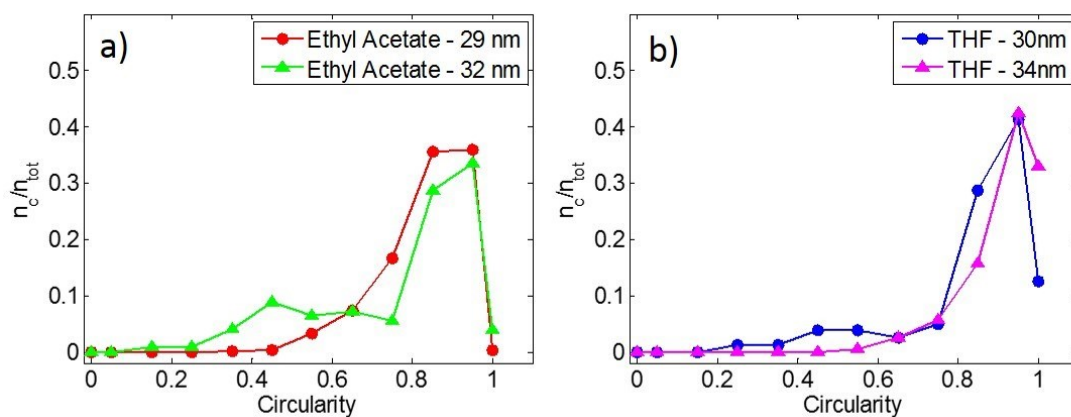 a)
Ethyl Acetate - 29 nm
Ethyl Acetate - 32 nm
0.5
0.4
0.3
0.2
0.1
0
n_c/n_tot
0 0.2 0.4 0.6 0.8 1
Circularity
b)
THF - 30nm
THF - 34nm
0.5
0.4
0.3
0.2
0.1
0
n_c/n_tot
0 0.2 0.4 0.6 0.8 1
Circularity